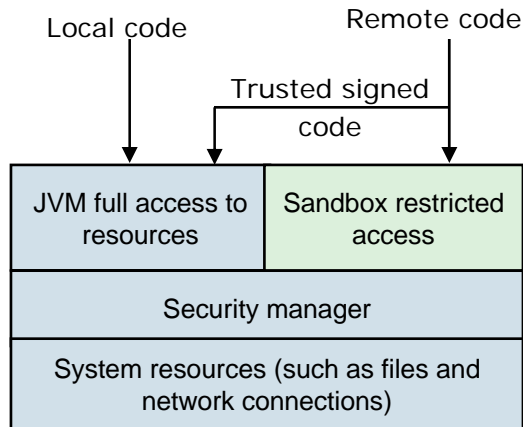 Local code
Remote code
Trusted signed
code
JVM full access to
resources
Sandbox restricted
access
Security manager
System resources (such as files and
network connections)